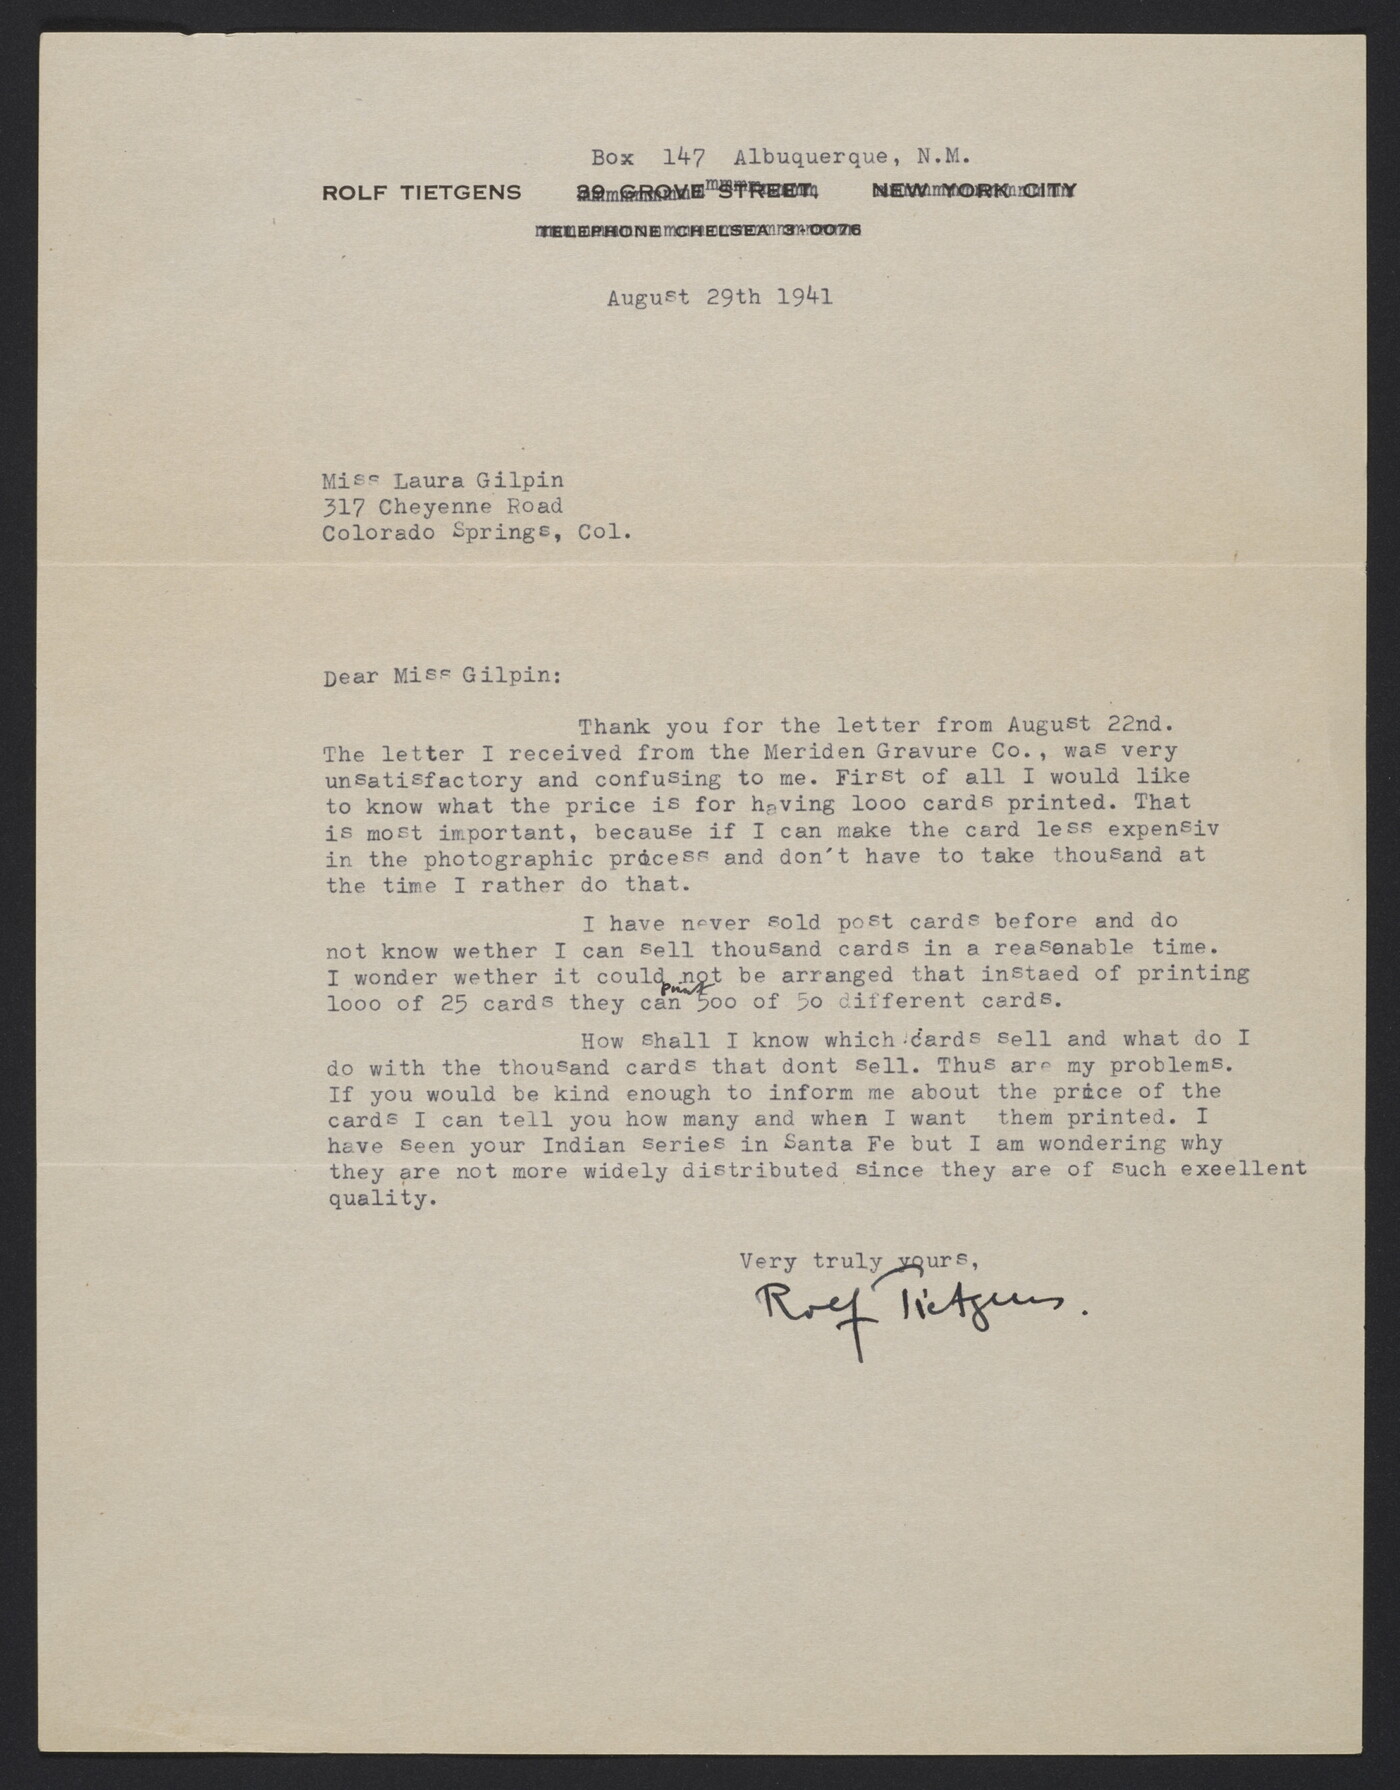 Box 147 Albuquerque, N.M.
ROLF TIETGENS 39 GROVE STREET, NEW YORK CITY
TELEPHONE CHELSEA 3-0076
August 29th 1941
Miss Laura Gilpin
317 Cheyenne Road
Colorado Springs, Col.
Dear Miss Gilpin:
Thank you for the letter from August 22nd.
The letter I received from the Meriden Gravure Co., was very
unsatisfactory and confusing to me. First of all I would like
to know what the price is for having looo cards printed. That
is most important, because if I can make the card less expensiv
in the photographic process and don't have to take thousand at
the time I rather do that.
I have never sold post cards before and do
not know wether I can sell thousand cards in a reasonable time.
I wonder wether it could not be arranged that instaed of printing
looo of 25 cards they can print 5oo of 5o different cards.
How shall I know which cards sell and what do I
do with the thousand cards that dont sell. Thus are my problems.
If you would be kind enough to inform me about the price of the
cards I can tell you how many and when I want them printed. I
have seen your Indian series in Santa Fe but I am wondering why
they are not more widely distributed since they are of such exeellent
quality.
Very truly yours,
Rolf Tietgens.